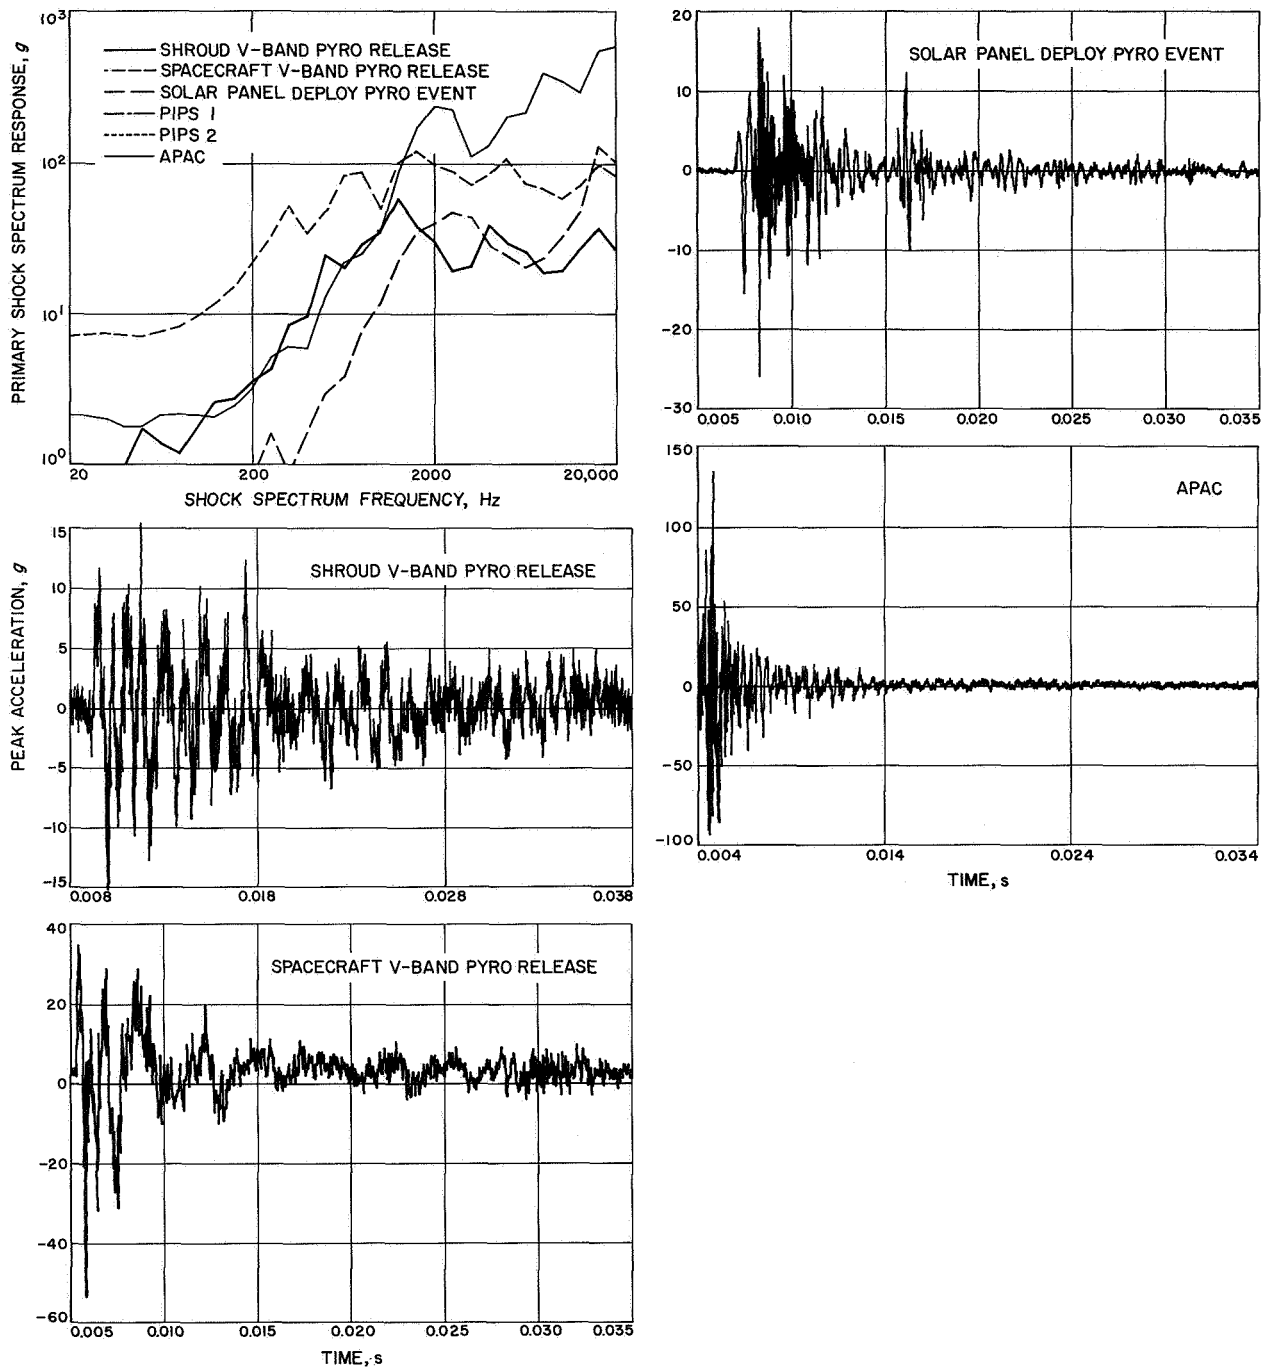 PRIMARY SHOCK SPECTRUM RESPONSE, g
10³
10²
10¹
10⁰
SHROUD V-BAND PYRO RELEASE
SPACECRAFT V-BAND PYRO RELEASE
SOLAR PANEL DEPLOY PYRO EVENT
PIPS 1
PIPS 2
APAC
20 200 2000 20,000
SHOCK SPECTRUM FREQUENCY, Hz
20
10
0
-10
-20
-30
SOLAR PANEL DEPLOY PYRO EVENT
0.005 0.010 0.015 0.020 0.025 0.030 0.035
PEAK ACCELERATION, g
15
10
5
0
-5
-10
-15
SHROUD V-BAND PYRO RELEASE
0.008 0.018 0.028 0.038
150
100
50
0
-50
-100
APAC
0.004 0.014 0.024 0.034
TIME, s
40
20
0
-20
-40
-60
SPACECRAFT V-BAND PYRO RELEASE
0.005 0.010 0.015 0.020 0.025 0.030 0.035
TIME, s